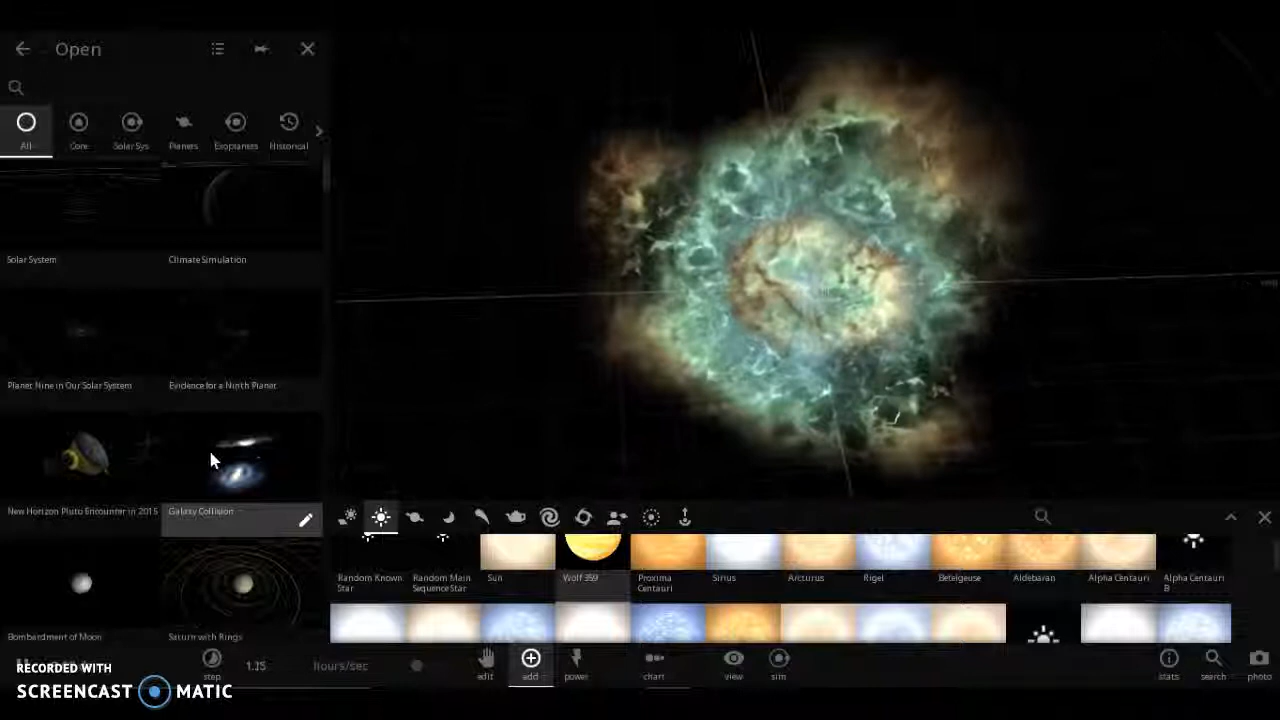 Open
All
Core
Solar Sys
Planets
Exoplanets
Historical
Solar System
Climate Simulation
Planet Nine in Our Solar System
Evidence for a Ninth Planet
New Horizon Pluto Encounter in 2015
Galaxy Collision
Bombardment of Moon
Saturn with Rings
Random Known Star
Random Main Sequence Star
Sun
Wolf 359
Proxima Centauri
Sirius
Arcturus
Rigel
Betelgeuse
Aldebaran
Alpha Centauri
Alpha Centauri B
RECORDED WITH
SCREENCAST MATIC
step
1.15
hours/sec
edit
add
power
chart
view
sim
stats
search
photo